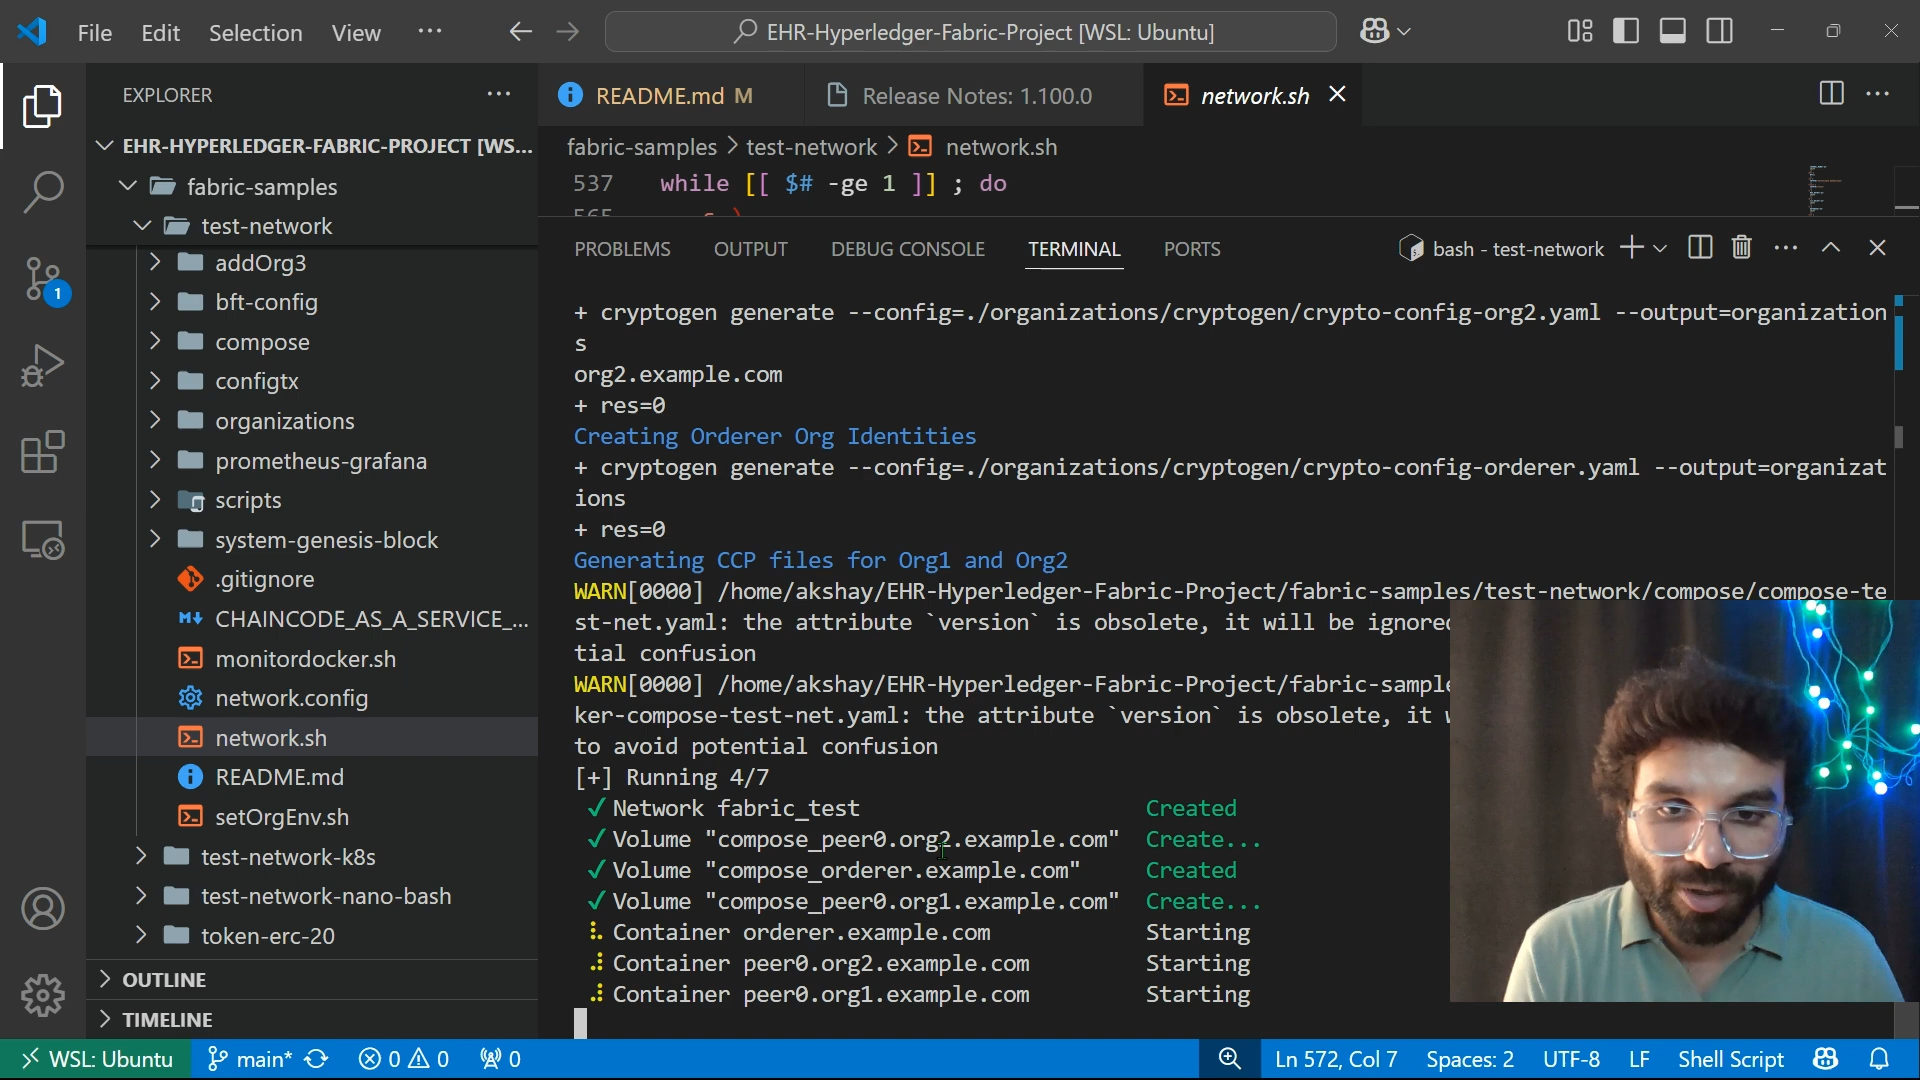 File Edit Selection View ...
EHR-Hyperledger-Fabric-Project [WSL: Ubuntu]
EXPLORER
EHR-HYPERLEDGER-FABRIC-PROJECT [WS...
fabric-samples
test-network
addOrg3
bft-config
compose
configtx
organizations
prometheus-grafana
scripts
system-genesis-block
.gitignore
CHAINCODE_AS_A_SERVICE_...
monitordocker.sh
network.config
network.sh
README.md
setOrgEnv.sh
test-network-k8s
test-network-nano-bash
token-erc-20
OUTLINE
TIMELINE
1
README.md M
Release Notes: 1.100.0
network.sh
fabric-samples > test-network > network.sh
537 while [[ $# -ge 1 ]] ; do
PROBLEMS OUTPUT DEBUG CONSOLE TERMINAL PORTS
bash - test-network
+ cryptogen generate --config=./organizations/cryptogen/crypto-config-org2.yaml --output=organization
s
org2.example.com
+ res=0
Creating Orderer Org Identities
+ cryptogen generate --config=./organizations/cryptogen/crypto-config-orderer.yaml --output=organizat
ions
+ res=0
Generating CCP files for Org1 and Org2
WARN[0000] /home/akshay/EHR-Hyperledger-Fabric-Project/fabric-samples/test-network/compose/compose-te
st-net.yaml: the attribute `version` is obsolete, it will be ignored
tial confusion
WARN[0000] /home/akshay/EHR-Hyperledger-Fabric-Project/fabric-sample
ker-compose-test-net.yaml: the attribute `version` is obsolete, it
to avoid potential confusion
[+] Running 4/7
✓ Network fabric_test Created
✓ Volume "compose_peer0.org2.example.com" Create...
✓ Volume "compose_orderer.example.com" Created
✓ Volume "compose_peer0.org1.example.com" Create...
Container orderer.example.com Starting
Container peer0.org2.example.com Starting
Container peer0.org1.example.com Starting
WSL: Ubuntu main* 0 0 0 Ln 572, Col 7 Spaces: 2 UTF-8 LF Shell Script